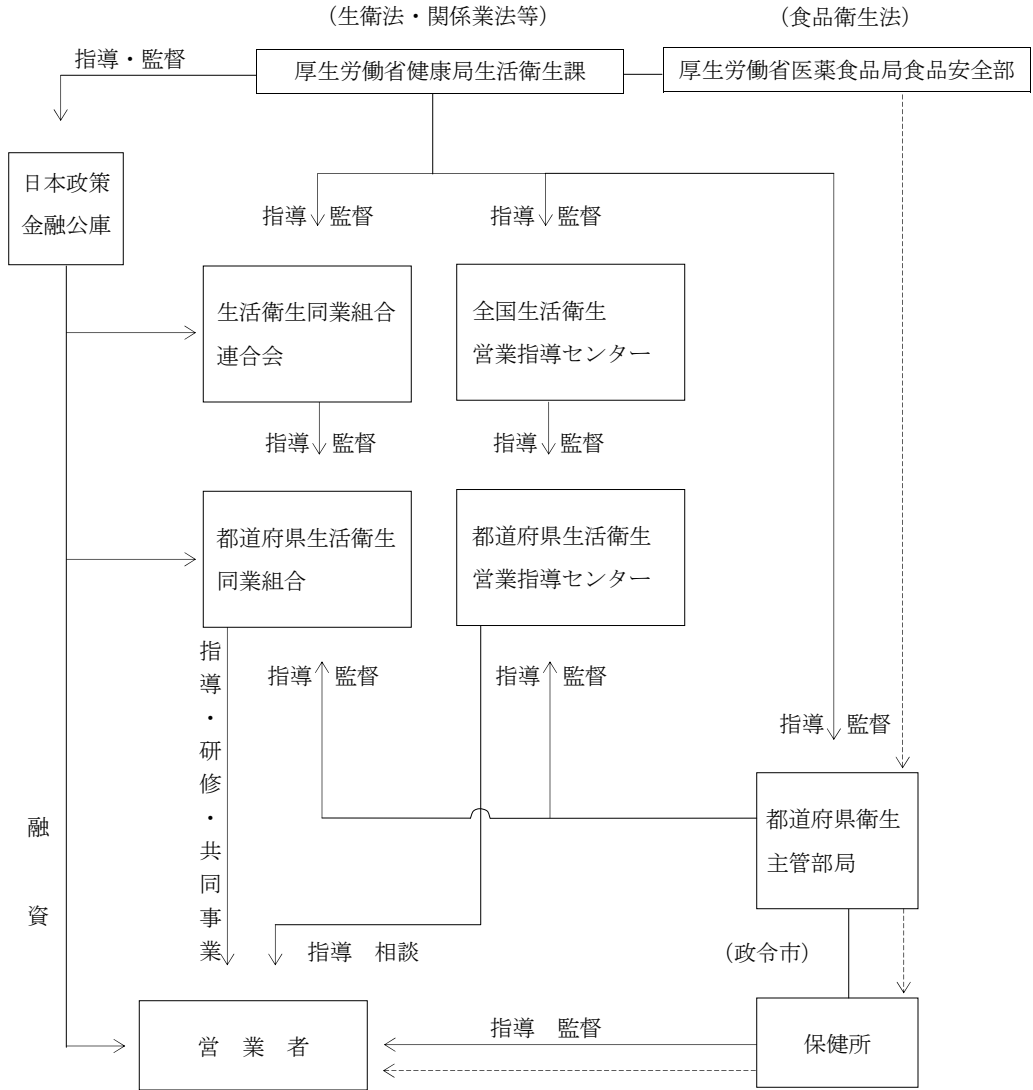 （生衛法・関係業法等）
（食品衛生法）
指導・監督
厚生労働省健康局生活衛生課
厚生労働省医薬食品局食品安全部
日本政策
金融公庫
指導 監督
指導 監督
生活衛生同業組合
連合会
全国生活衛生
営業指導センター
指導 監督
指導 監督
都道府県生活衛生
同業組合
都道府県生活衛生
営業指導センター
指導・研修・共同事業
指導 監督
指導 監督
指導 監督
融資
都道府県衛生
主管部局
指導 相談
（政令市）
営業者
指導 監督
保健所